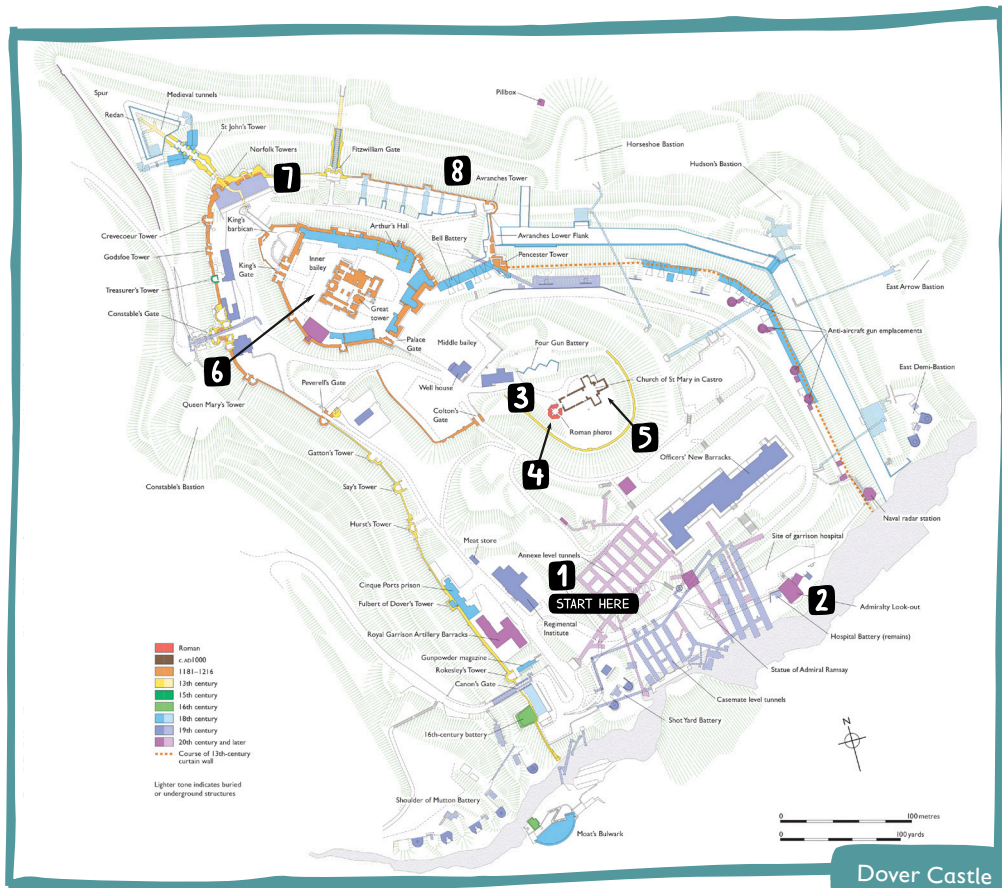 Spur
Medieval tunnels
Redan
St John's Tower
Norfolk Towers
Fitzwilliam Gate
Pillbox
Horseshoe Bastion
Hudson's Bastion
7
8
Avranches Tower
King's
barbican
Arthur's Hall
Bell Battery
Avranches Lower Flank
Crevecoeur Tower
Godsfoe Tower
King's
Gate
Inner
bailey
Pencester Tower
Treasurer's Tower
Great
tower
East Arrow Bastion
Constable's Gate
Anti-aircraft gun emplacements
Palace
Gate
Middle bailey
Four Gun Battery
6
East Demi-Bastion
Well house
Church of St Mary in Castro
Peverell's Gate
3
Queen Mary's Tower
Colton's
Gate
Roman pharos
5
4
Gatton's Tower
Officers' New Barracks
Constable's Bastion
Say's Tower
Naval radar station
Hurst's Tower
Site of garrison hospital
Meat store
Annexe level tunnels
1
START HERE
Cinque Ports prison
Fulbert of Dover's Tower
2
Admiralty Look-out
Regimental
Institute
Royal Garrison Artillery Barracks
Hospital Battery (remains)
Gunpowder magazine
Rokesley's Tower
Canon's Gate
Statue of Admiral Ramsay
Casemate level tunnels
Shot Yard Battery
16th-century battery
Shoulder of Mutton Battery
Moat's Bulwark
Roman
c.AD1000
1181–1216
13th century
15th century
16th century
18th century
19th century
20th century and later
Course of 13th-century
curtain wall
Lighter tone indicates buried
or underground structures
N
0 100 metres
0 100 yards
Dover Castle